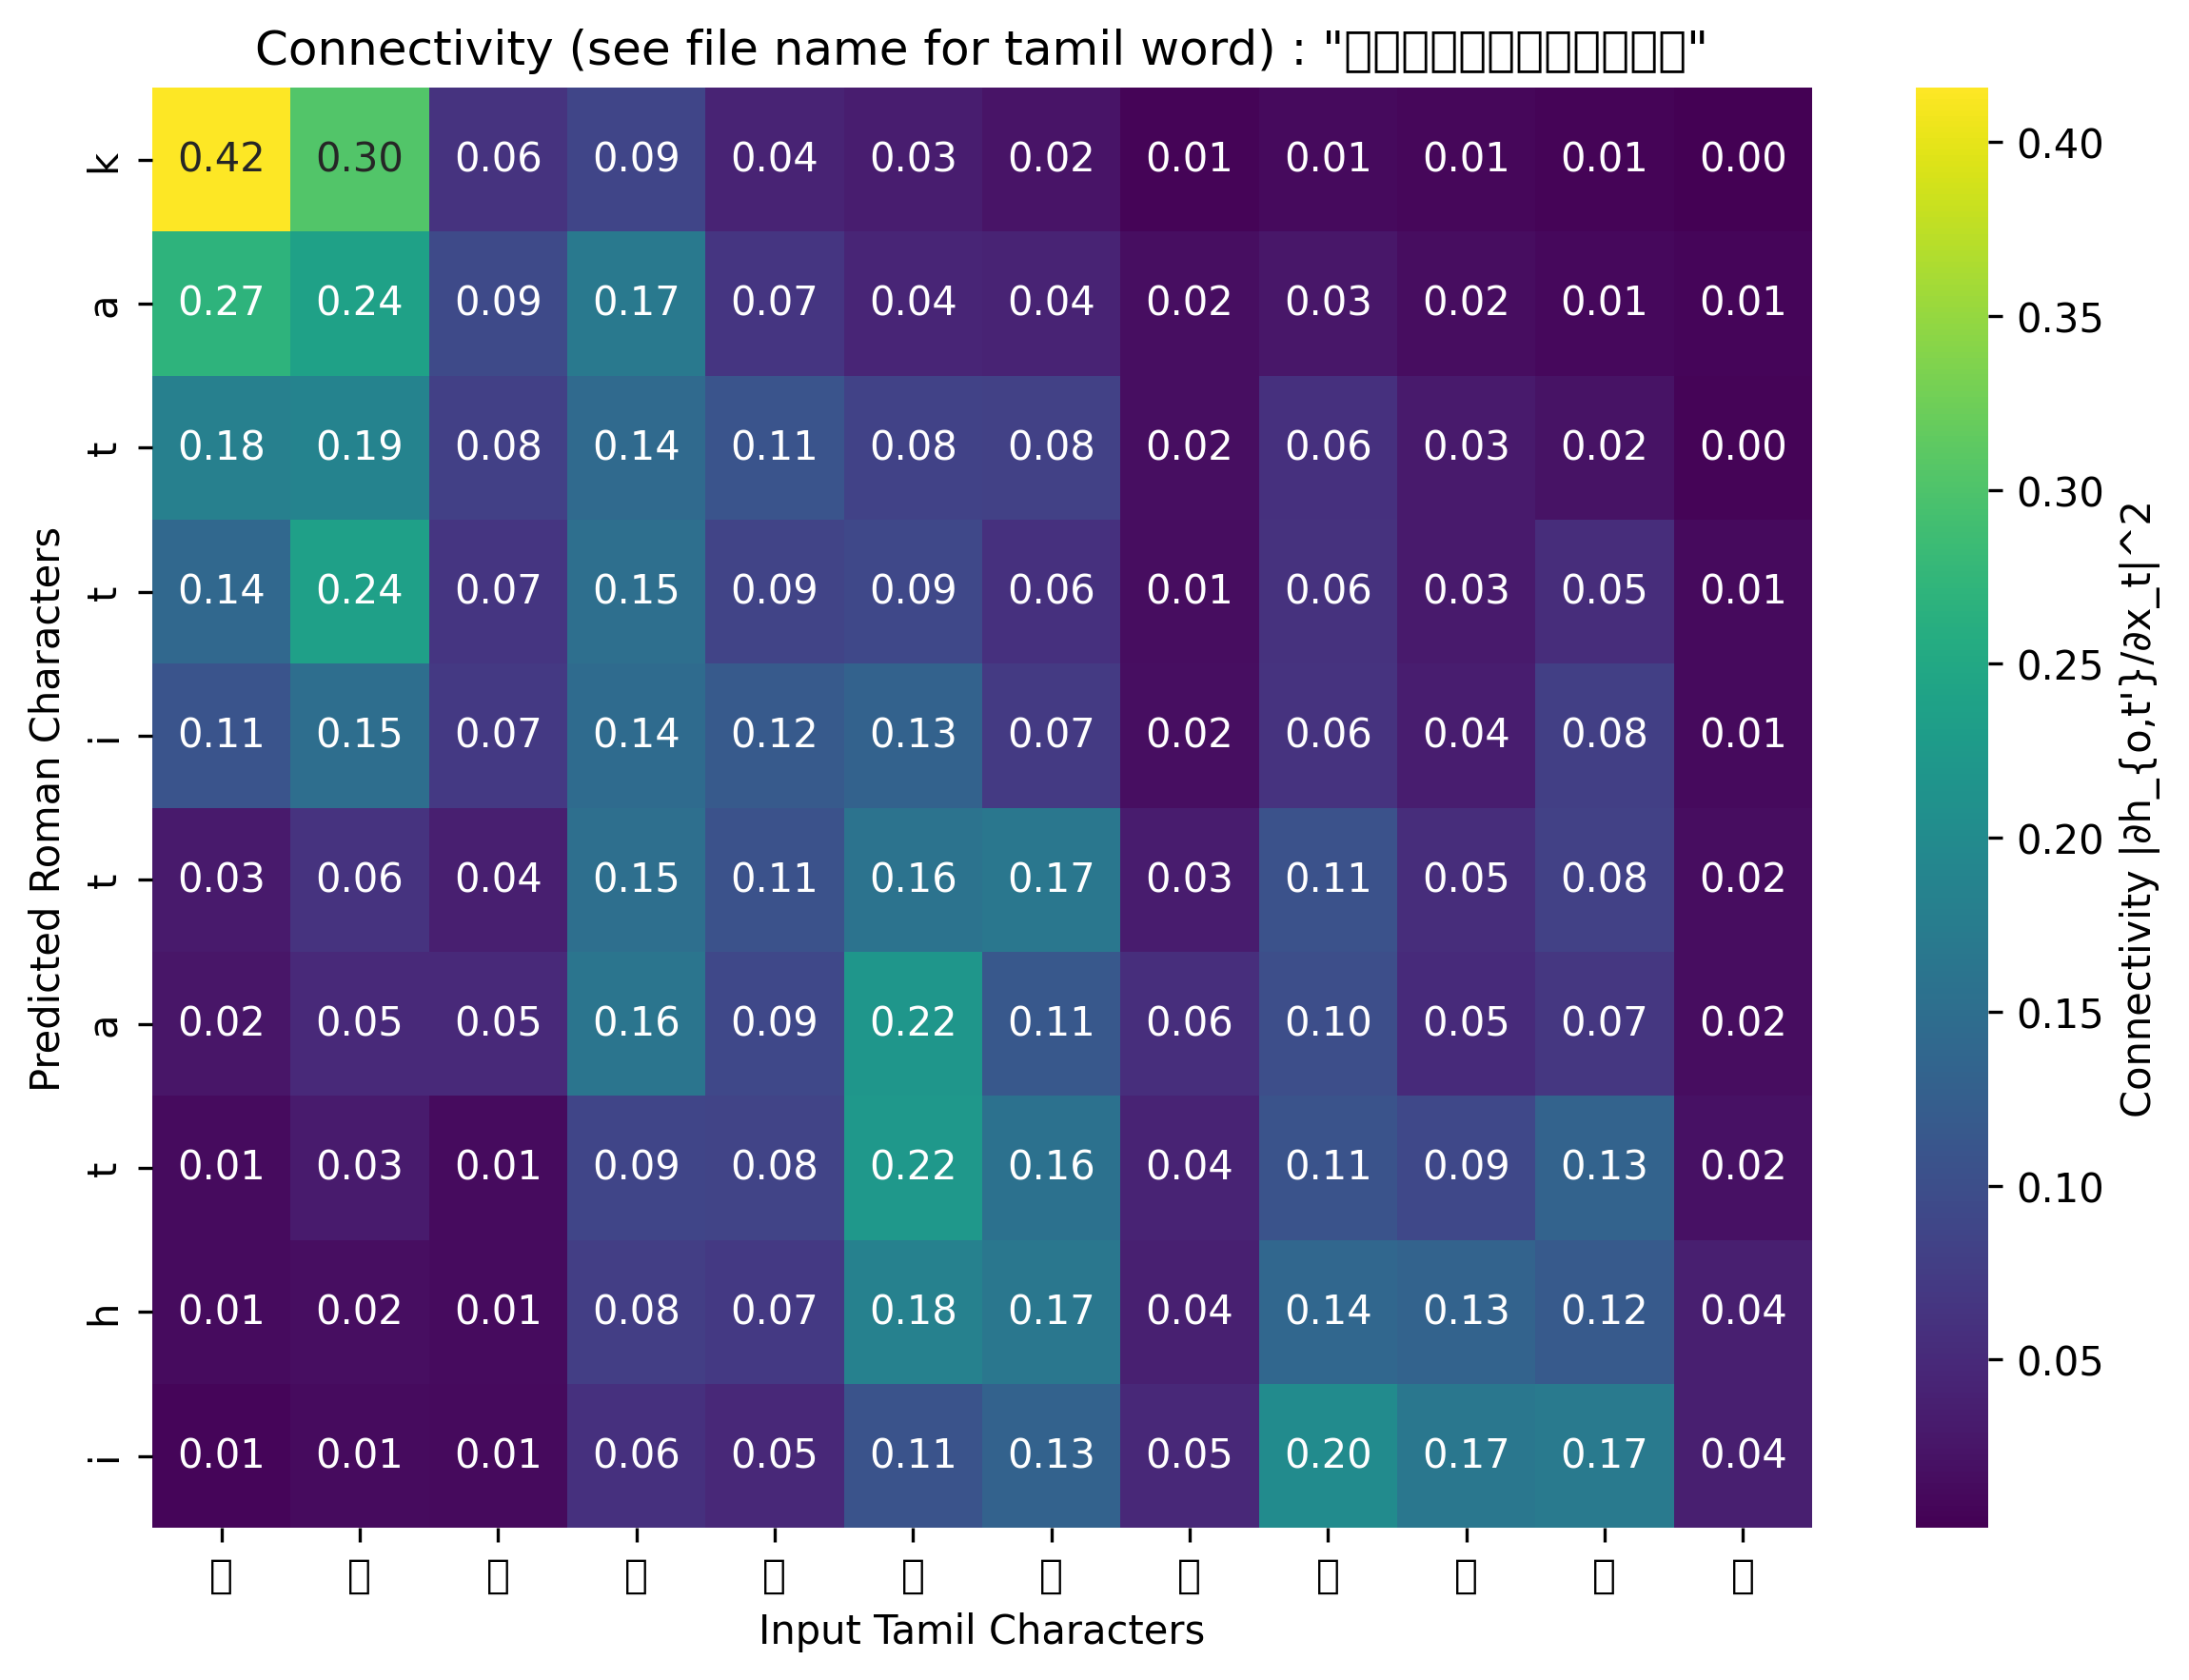 Connectivity (see file name for tamil word) : "▯▯▯▯▯▯▯▯▯▯▯▯"
k 0.42 0.30 0.06 0.09 0.04 0.03 0.02 0.01 0.01 0.01 0.01 0.00
a 0.27 0.24 0.09 0.17 0.07 0.04 0.04 0.02 0.03 0.02 0.01 0.01
t 0.18 0.19 0.08 0.14 0.11 0.08 0.08 0.02 0.06 0.03 0.02 0.00
t 0.14 0.24 0.07 0.15 0.09 0.09 0.06 0.01 0.06 0.03 0.05 0.01
i 0.11 0.15 0.07 0.14 0.12 0.13 0.07 0.02 0.06 0.04 0.08 0.01
t 0.03 0.06 0.04 0.15 0.11 0.16 0.17 0.03 0.11 0.05 0.08 0.02
a 0.02 0.05 0.05 0.16 0.09 0.22 0.11 0.06 0.10 0.05 0.07 0.02
t 0.01 0.03 0.01 0.09 0.08 0.22 0.16 0.04 0.11 0.09 0.13 0.02
h 0.01 0.02 0.01 0.08 0.07 0.18 0.17 0.04 0.14 0.13 0.12 0.04
i 0.01 0.01 0.01 0.06 0.05 0.11 0.13 0.05 0.20 0.17 0.17 0.04
▯ ▯ ▯ ▯ ▯ ▯ ▯ ▯ ▯ ▯ ▯ ▯
Input Tamil Characters
Predicted Roman Characters
0.40
0.35
0.30
0.25
0.20
0.15
0.10
0.05
Connectivity |∂h_{o,t'}/∂x_t|^2